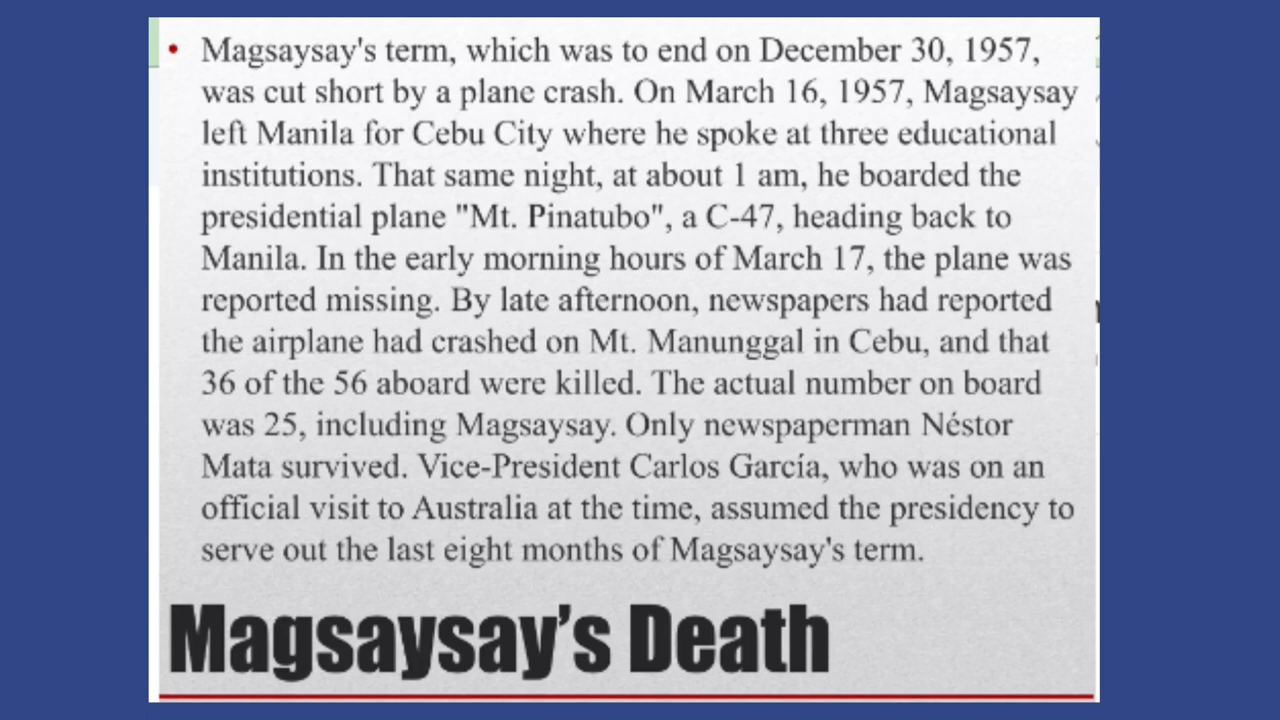 • Magsaysay's term, which was to end on December 30, 1957,
was cut short by a plane crash. On March 16, 1957, Magsaysay
left Manila for Cebu City where he spoke at three educational
institutions. That same night, at about 1 am, he boarded the
presidential plane "Mt. Pinatubo", a C-47, heading back to
Manila. In the early morning hours of March 17, the plane was
reported missing. By late afternoon, newspapers had reported
the airplane had crashed on Mt. Manunggal in Cebu, and that
36 of the 56 aboard were killed. The actual number on board
was 25, including Magsaysay. Only newspaperman Néstor
Mata survived. Vice-President Carlos García, who was on an
official visit to Australia at the time, assumed the presidency to
serve out the last eight months of Magsaysay's term.
Magsaysay’s Death